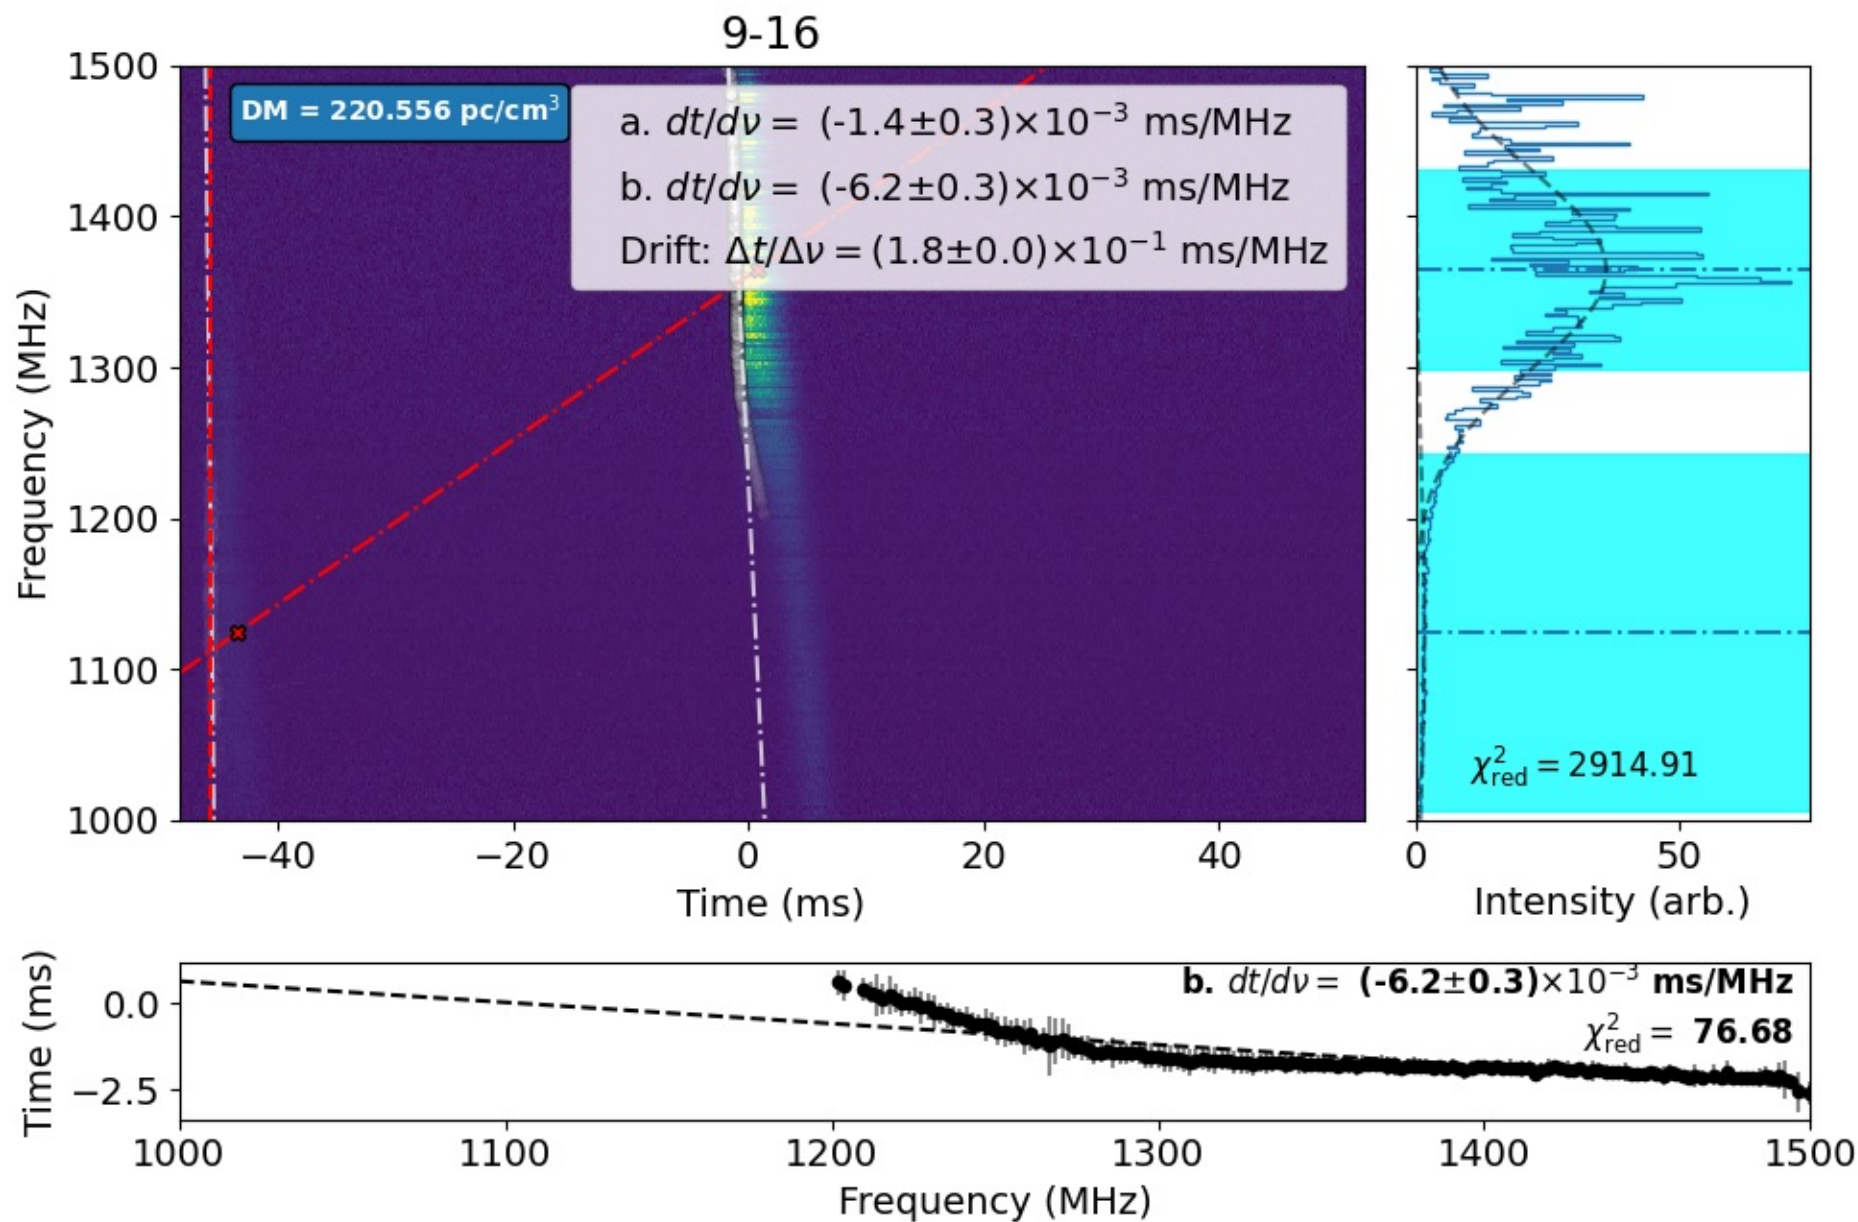 9-16
DM = 220.556 pc/cm³
a. dt/dν = (-1.4±0.3)×10⁻³ ms/MHz
b. dt/dν = (-6.2±0.3)×10⁻³ ms/MHz
Drift: Δt/Δν = (1.8±0.0)×10⁻¹ ms/MHz
1500
1400
1300
1200
1100
1000
Frequency (MHz)
−40 −20 0 20 40
Time (ms)
χ²red = 2914.91
0 50
Intensity (arb.)
b. dt/dν = (-6.2±0.3)×10⁻³ ms/MHz
χ²red = 76.68
0.0
−2.5
Time (ms)
1000 1100 1200 1300 1400 1500
Frequency (MHz)